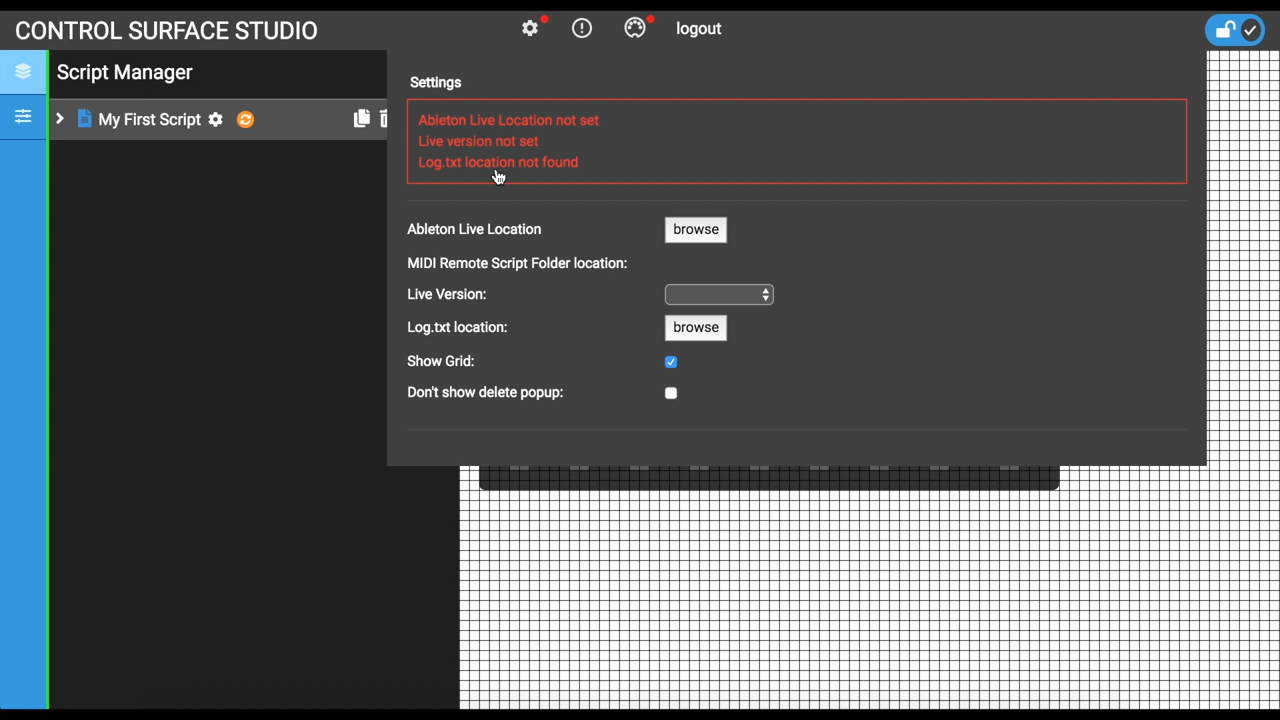 CONTROL SURFACE STUDIO
logout
Script Manager
My First Script
Settings
Ableton Live Location not set
Live version not set
Log.txt location not found
Ableton Live Location
browse
MIDI Remote Script Folder location:
Live Version:
Log.txt location:
browse
Show Grid:
Don't show delete popup: